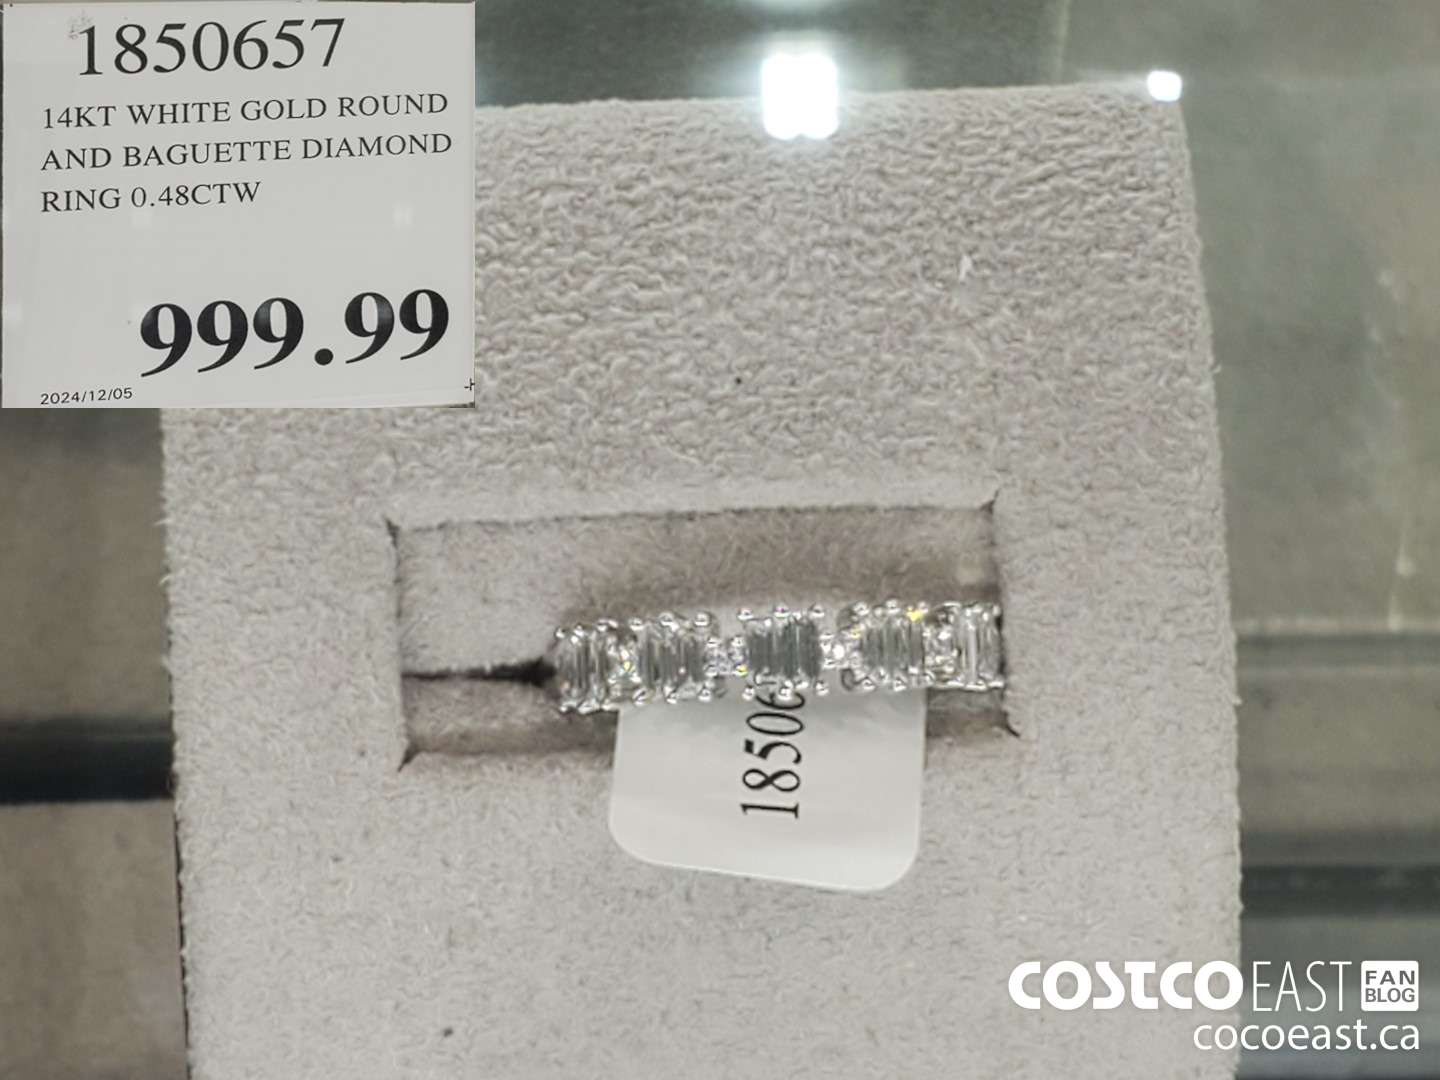 1850657
14KT WHITE GOLD ROUND
AND BAGUETTE DIAMOND
RING 0.48CTW
999.99
2024/12/05
18506
COSTCO EAST FAN BLOG
cocoeast.ca